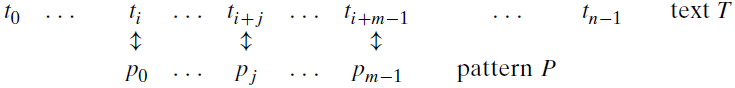 t₀ . . . tᵢ . . . tᵢ₊ⱼ . . . tᵢ₊ₘ₋₁ . . . tₙ₋₁ text T
↕ ↕ ↕
p₀ . . . pⱼ . . . pₘ₋₁ pattern P